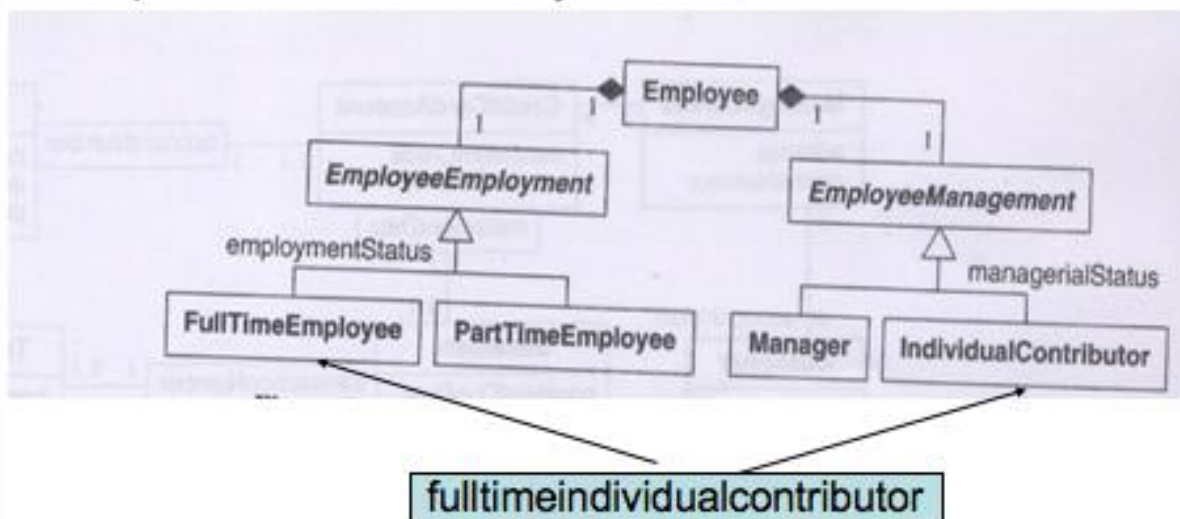 Employee
1
1
1
1
EmployeeEmployment
EmployeeManagement
employmentStatus
managerialStatus
FullTimeEmployee
PartTimeEmployee
Manager
IndividualContributor
fulltimeindividualcontributor